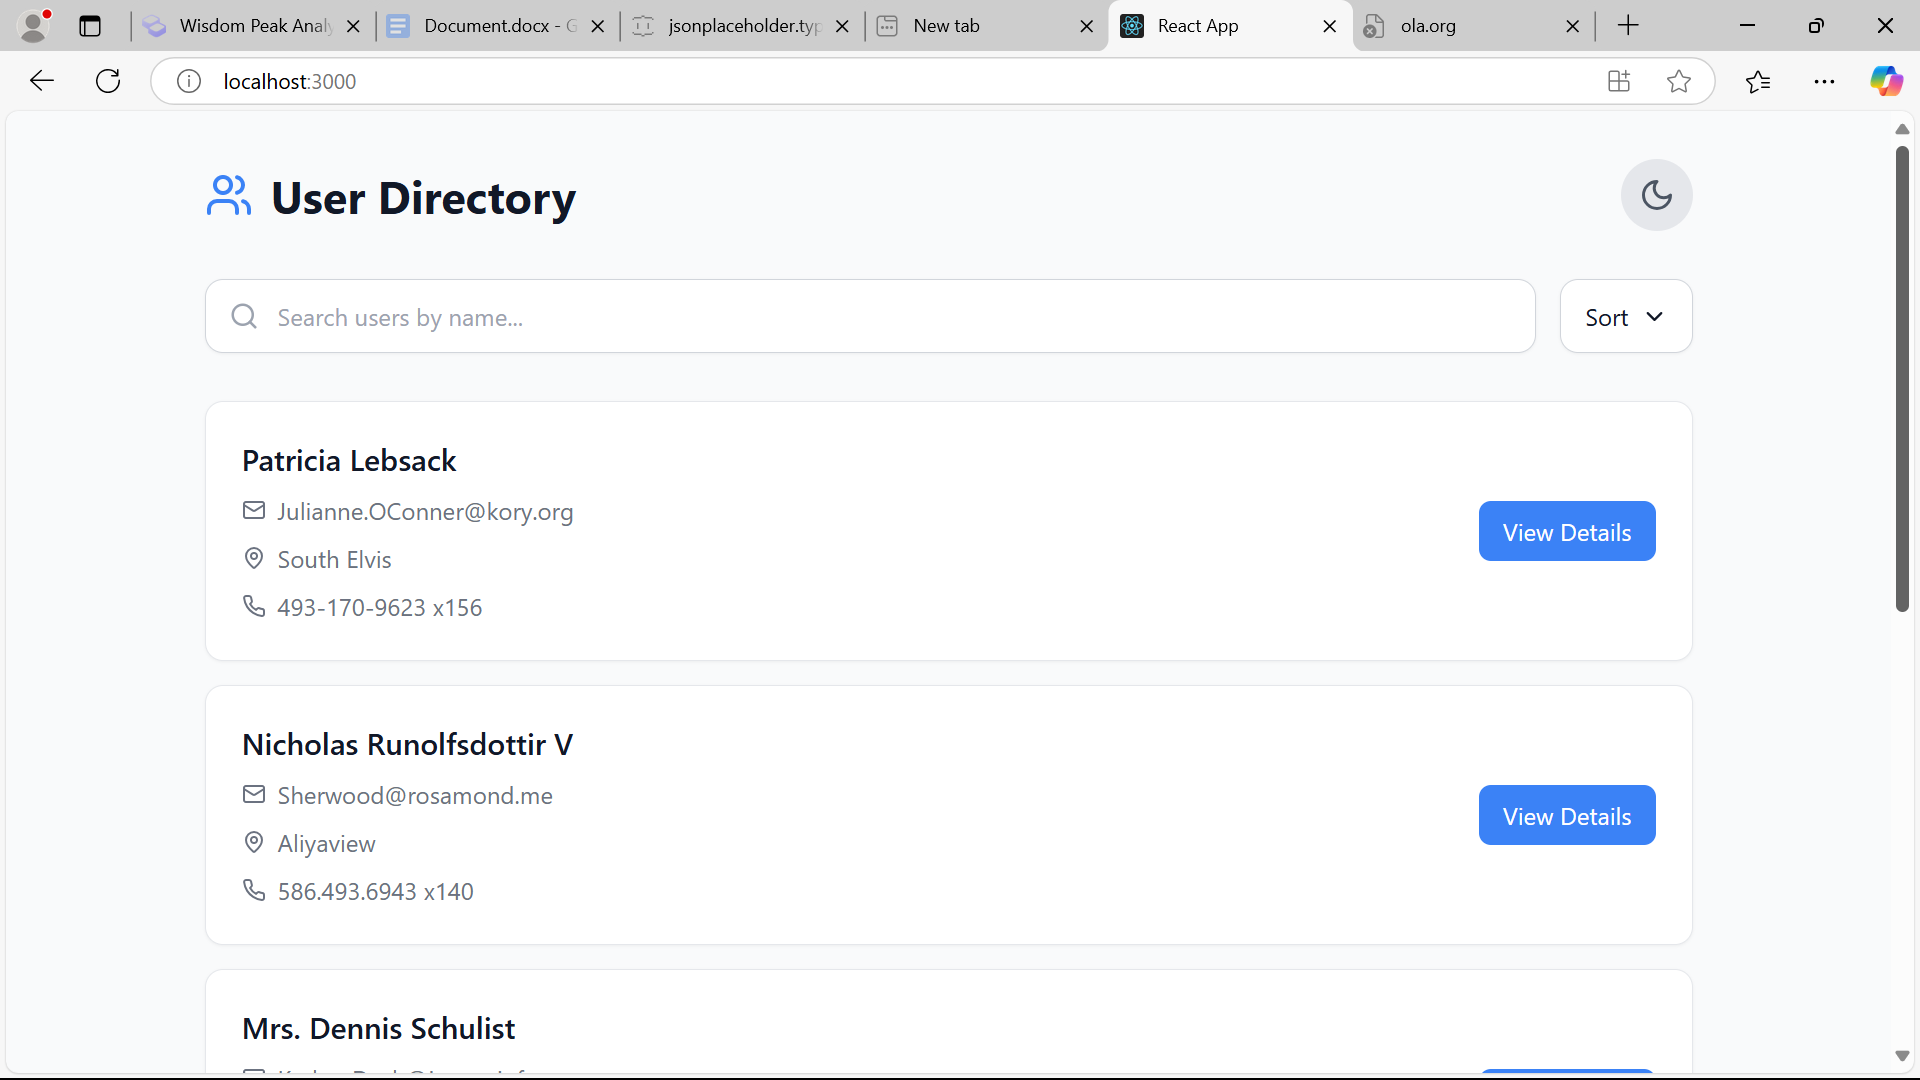 Wisdom Peak Analy
Document.docx - G
jsonplaceholder.typ
New tab
React App
ola.org
localhost:3000
User Directory
Search users by name...
Sort
Patricia Lebsack
Julianne.OConner@kory.org
South Elvis
493-170-9623 x156
View Details
Nicholas Runolfsdottir V
Sherwood@rosamond.me
Aliyaview
586.493.6943 x140
View Details
Mrs. Dennis Schulist